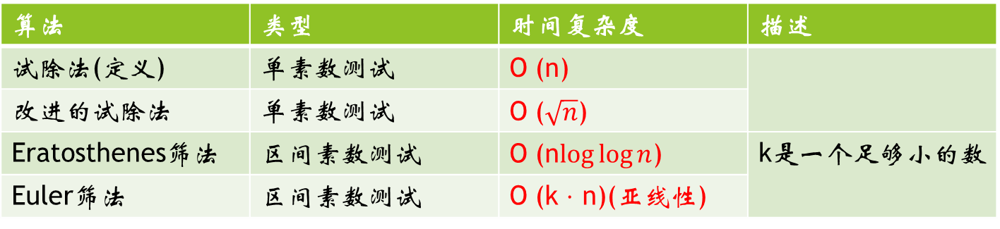 算法 类型 时间复杂度 描述
试除法(定义) 单素数测试 O (n)
改进的试除法 单素数测试 O (√n)
Eratosthenes筛法 区间素数测试 O (nlog log n) k是一个足够小的数
Euler筛法 区间素数测试 O (k · n)(亚线性)